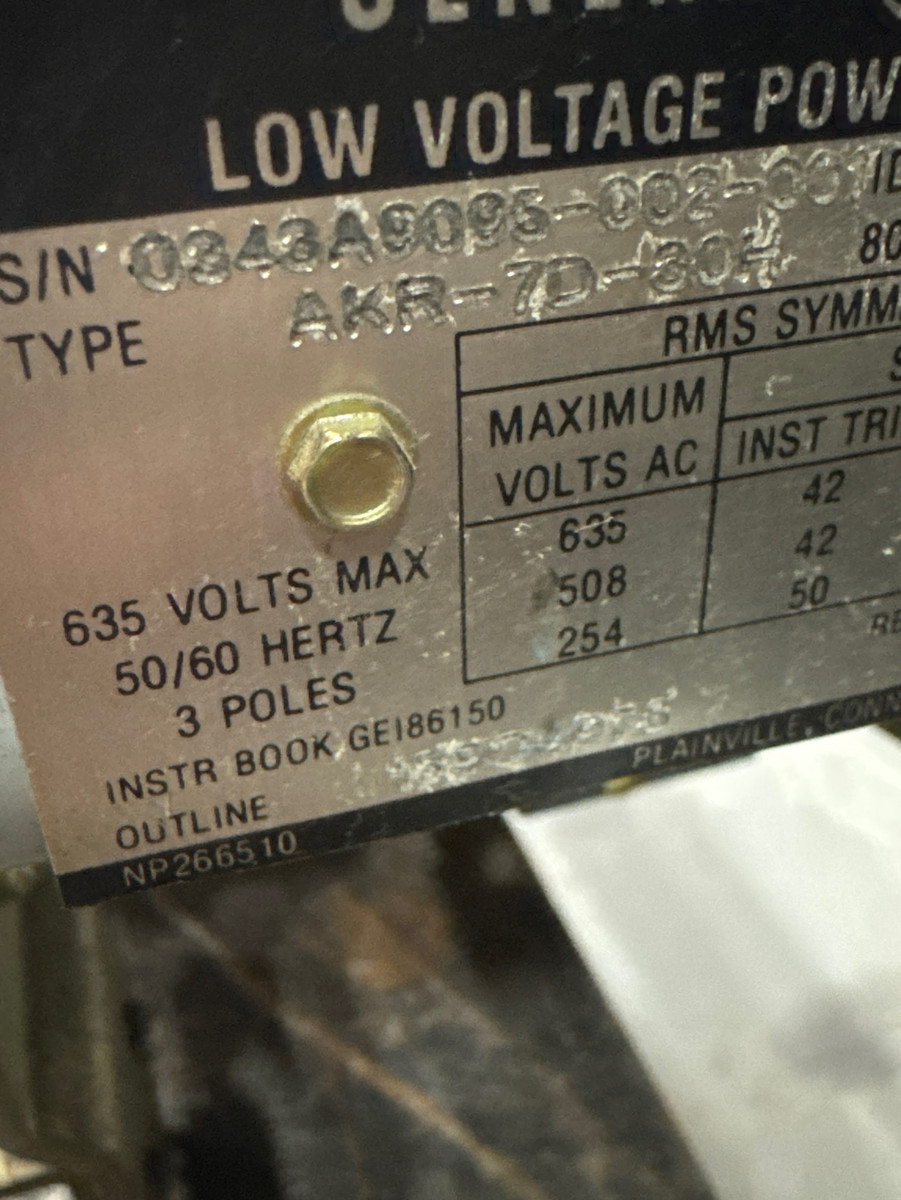 LOW VOLTAGE POW
S/N 0343A9095-002-001
TYPE AKR-7D-30H
80
RMS SYMM
MAXIMUM
VOLTS AC
INST TRI
635 42
508 42
254 50
635 VOLTS MAX
50/60 HERTZ
3 POLES
INSTR BOOK GEI86150
OUTLINE
PLAINVILLE, CONN
NP266510